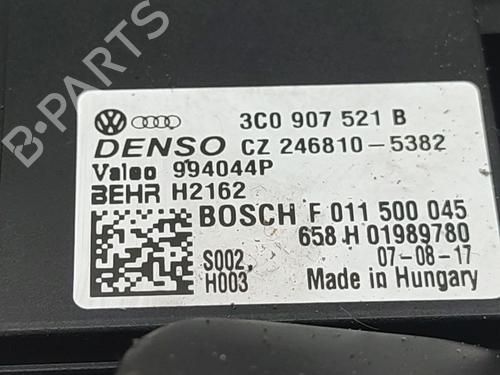 B-PARTS
3C0 907 521 B
DENSO CZ 246810-5382
Valeo 994044P
BEHR H2162
BOSCH F 011 500 045
658 H 01989780
S002, 07-08-17
H003 Made in Hungary